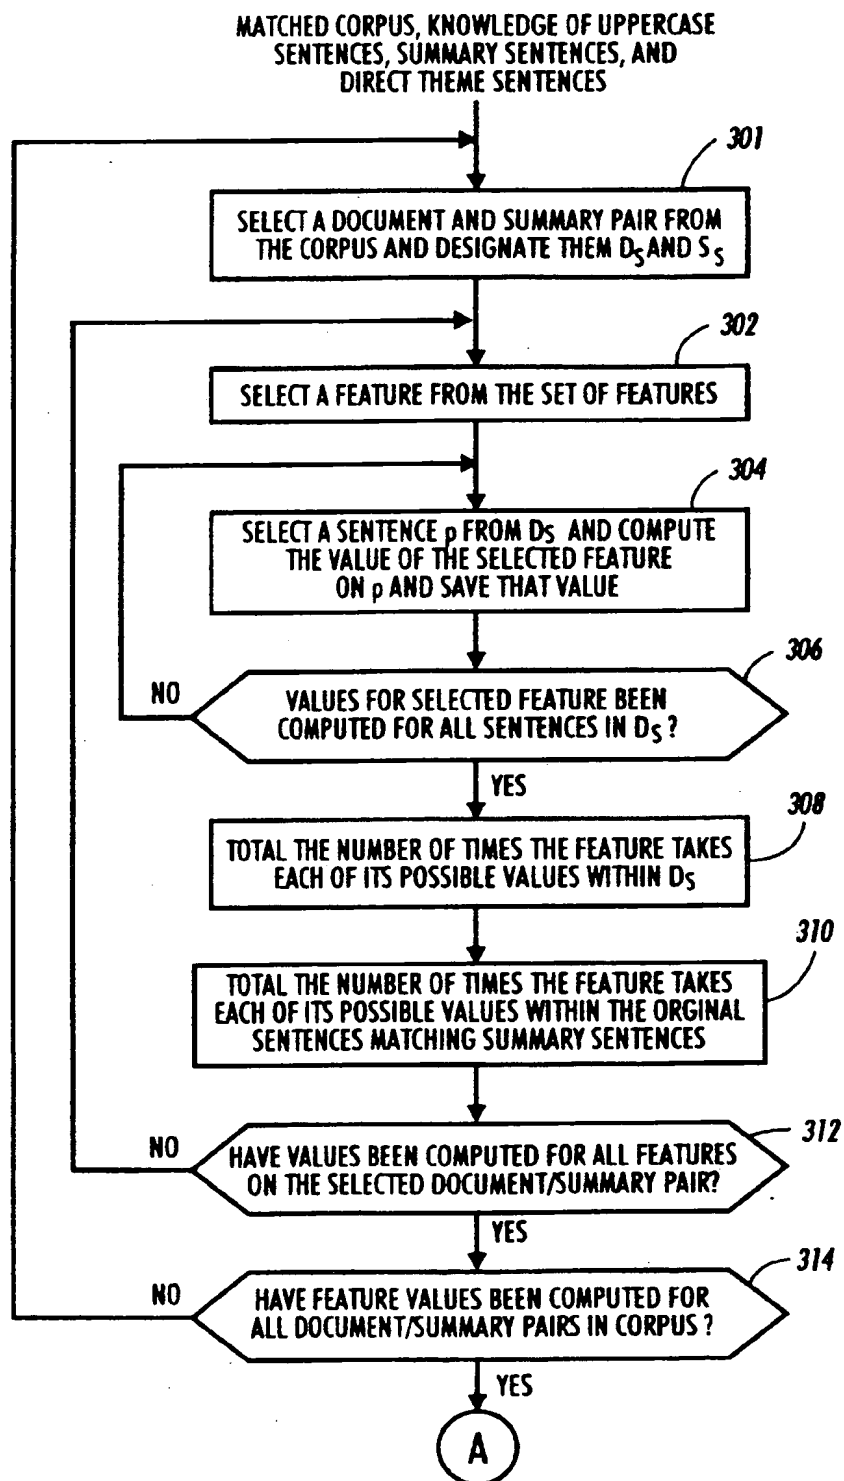 MATCHED CORPUS, KNOWLEDGE OF UPPERCASE
SENTENCES, SUMMARY SENTENCES, AND
DIRECT THEME SENTENCES
301
SELECT A DOCUMENT AND SUMMARY PAIR FROM
THE CORPUS AND DESIGNATE THEM DS AND SS
302
SELECT A FEATURE FROM THE SET OF FEATURES
304
SELECT A SENTENCE p FROM DS AND COMPUTE
THE VALUE OF THE SELECTED FEATURE
ON p AND SAVE THAT VALUE
306
NO
VALUES FOR SELECTED FEATURE BEEN
COMPUTED FOR ALL SENTENCES IN DS ?
YES
308
TOTAL THE NUMBER OF TIMES THE FEATURE TAKES
EACH OF ITS POSSIBLE VALUES WITHIN DS
310
TOTAL THE NUMBER OF TIMES THE FEATURE TAKES
EACH OF ITS POSSIBLE VALUES WITHIN THE ORGINAL
SENTENCES MATCHING SUMMARY SENTENCES
312
NO
HAVE VALUES BEEN COMPUTED FOR ALL FEATURES
ON THE SELECTED DOCUMENT/SUMMARY PAIR?
YES
314
NO
HAVE FEATURE VALUES BEEN COMPUTED FOR
ALL DOCUMENT/SUMMARY PAIRS IN CORPUS ?
YES
A